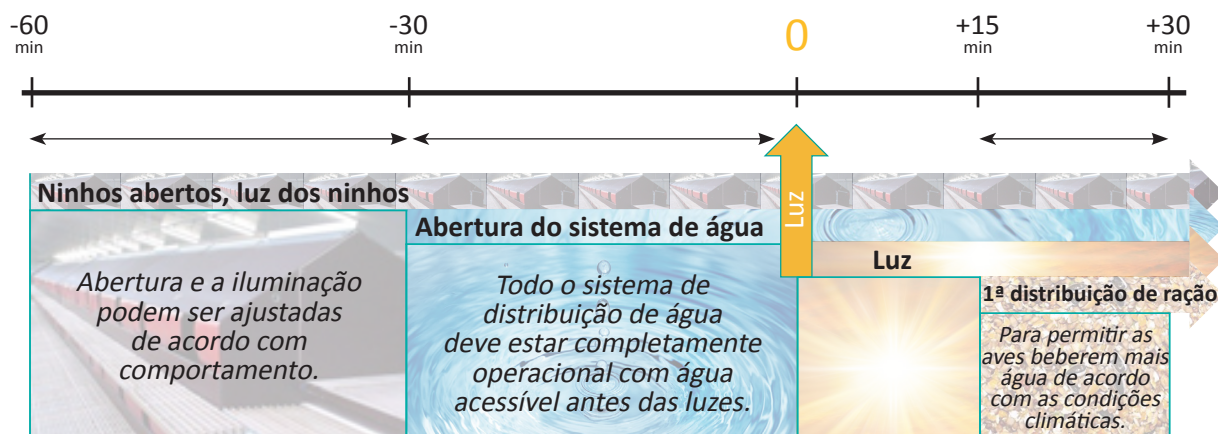 -60
min
-30
min
0
+15
min
+30
min
Ninhos abertos, luz dos ninhos
Abertura e a iluminação
podem ser ajustadas
de acordo com
comportamento.
Abertura do sistema de água
Todo o sistema de
distribuição de água
deve estar completamente
operacional com água
acessível antes das luzes.
Luz
Luz
1ª distribuição de ração
Para permitir as
aves beberem mais
água de acordo
com as condições
climáticas.